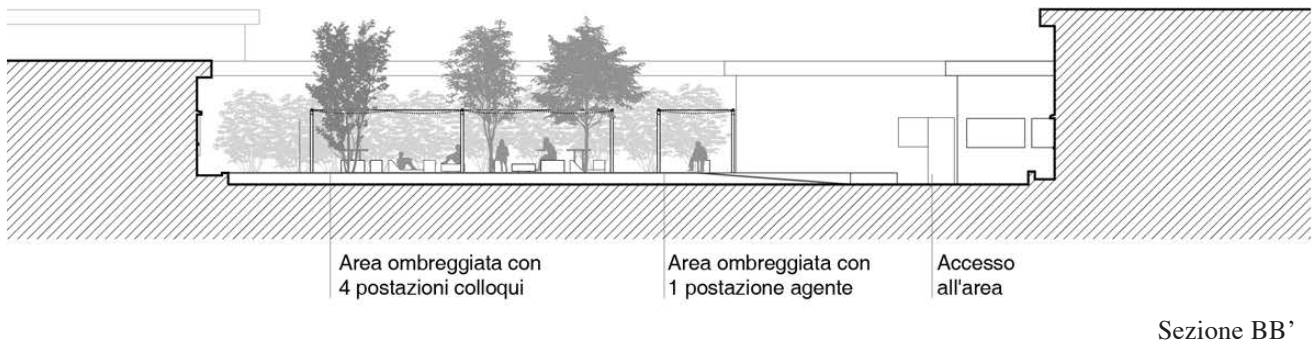 Area ombreggiata con
4 postazioni colloqui
Area ombreggiata con
1 postazione agente
Accesso
all'area
Sezione BB’